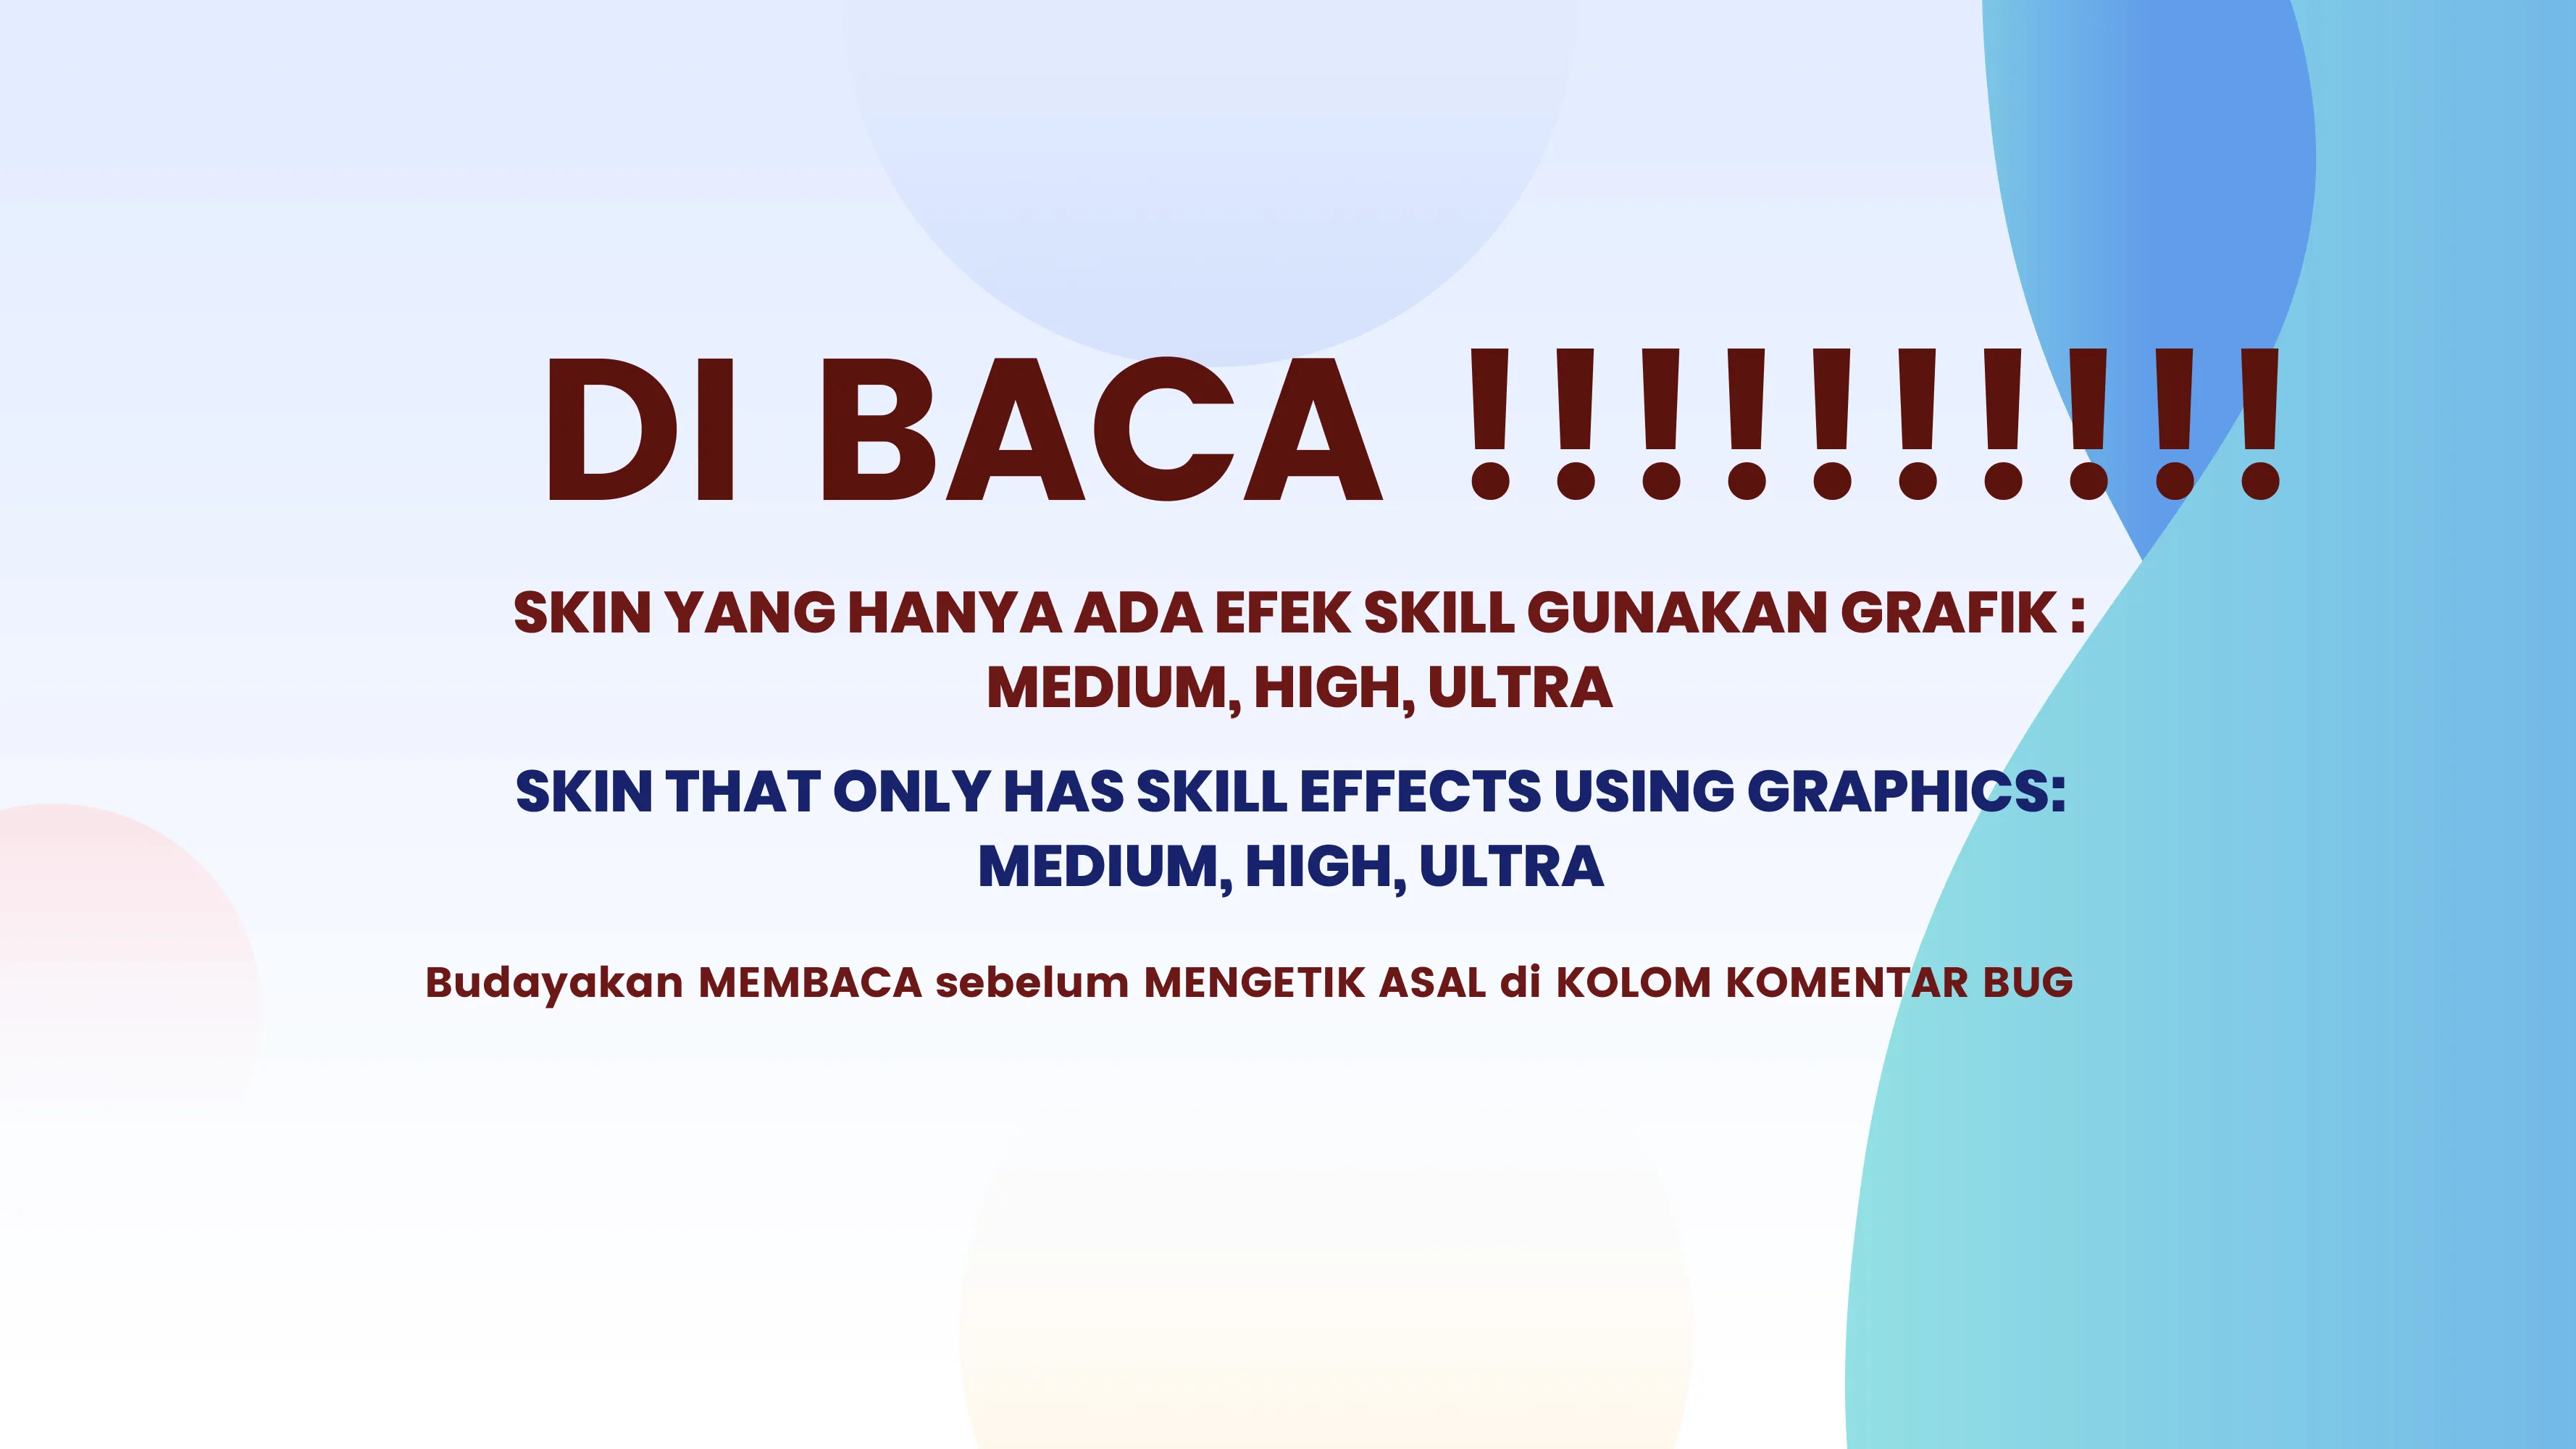 DI BACA !!!!!!!!!!
SKIN YANG HANYA ADA EFEK SKILL GUNAKAN GRAFIK :
MEDIUM, HIGH, ULTRA
SKIN THAT ONLY HAS SKILL EFFECTS USING GRAPHICS:
MEDIUM, HIGH, ULTRA
Budayakan MEMBACA sebelum MENGETIK ASAL di KOLOM KOMENTAR BUG